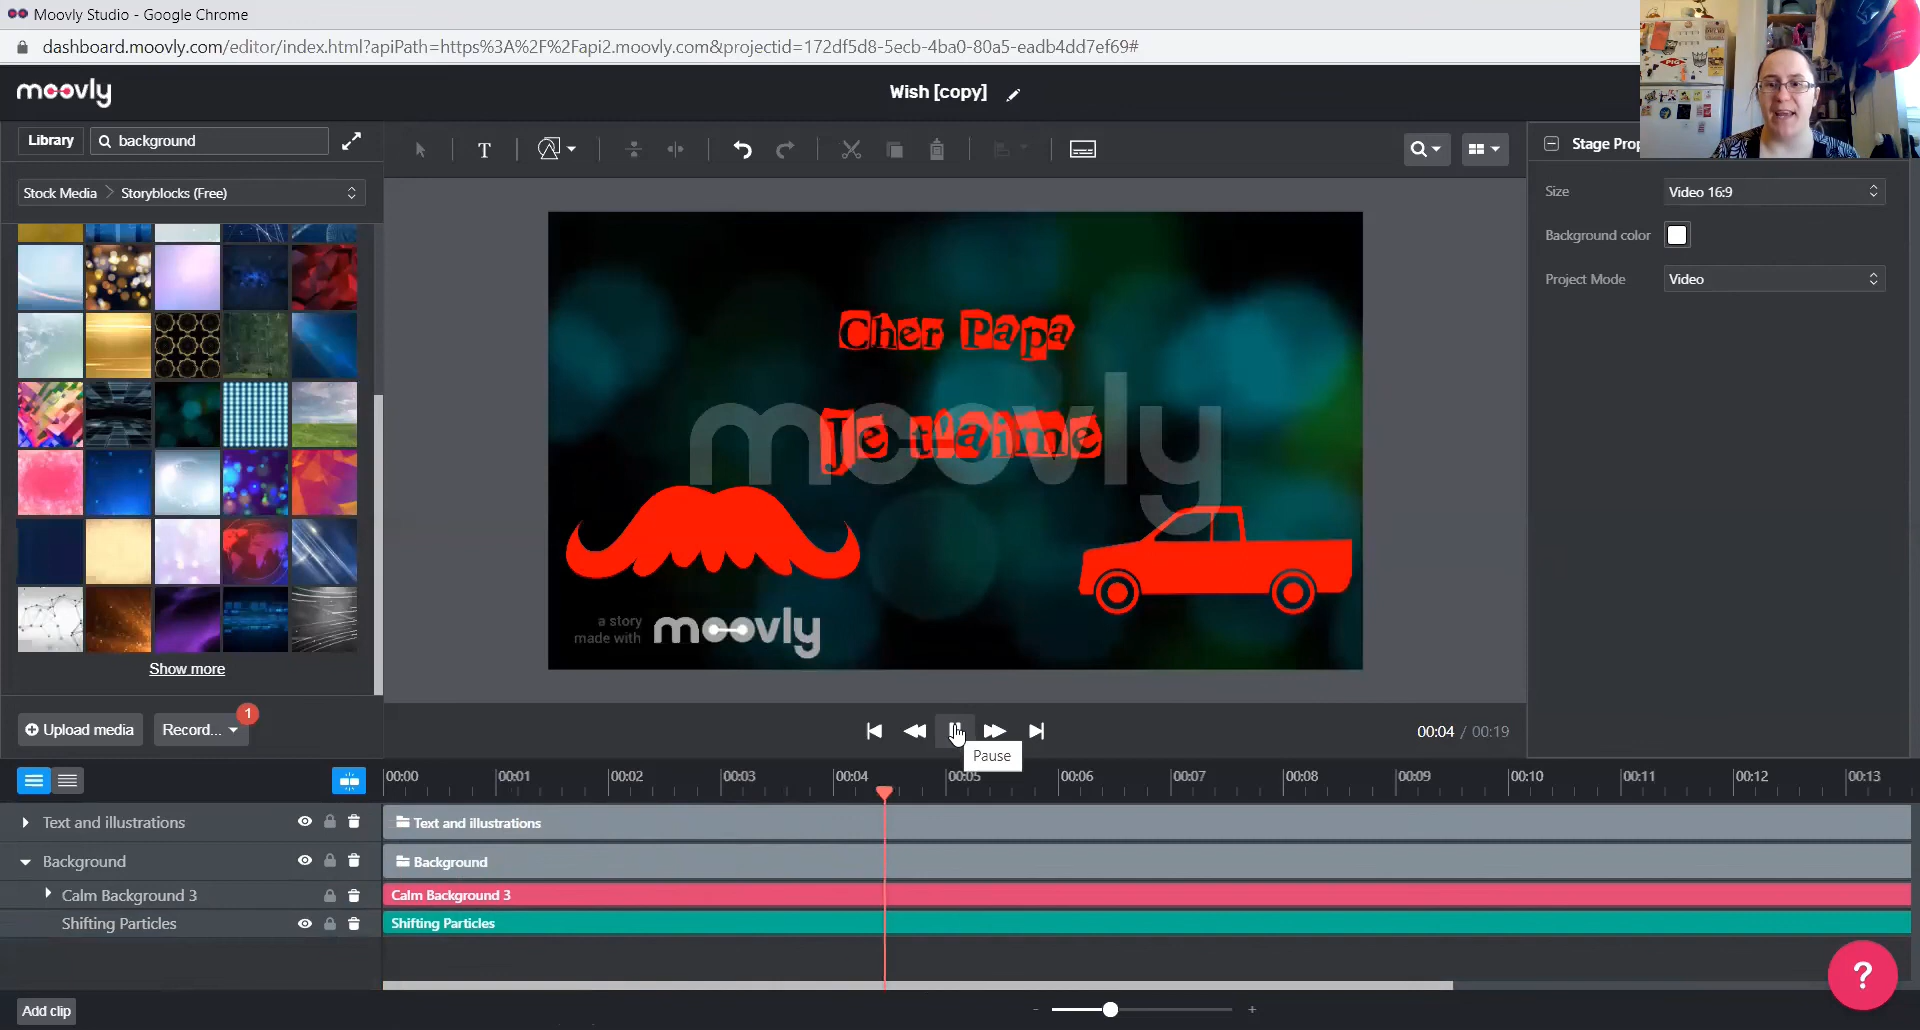 Moovly Studio - Google Chrome
dashboard.moovly.com/editor/index.html?apiPath=https%3A%2F%2Fapi2.moovly.com&projectid=172df5d8-5ecb-4ba0-80a5-eadb4dd7ef69#
moovly
Wish [copy]
Library
background
T
Stage Prop
Stock Media
Storyblocks (Free)
Size
Video 16:9
Background color
Project Mode
Video
Cher Papa
moovly
Je t'aime
a story
made with
moovly
Show more
Upload media
Record...
1
00:04 / 00:19
Pause
00:00
00:01
00:02
00:03
00:04
00:05
00:06
00:07
00:08
00:09
00:10
00:11
00:12
00:13
Text and illustrations
Text and illustrations
Background
Background
Calm Background 3
Calm Background 3
Shifting Particles
Shifting Particles
?
Add clip
- +